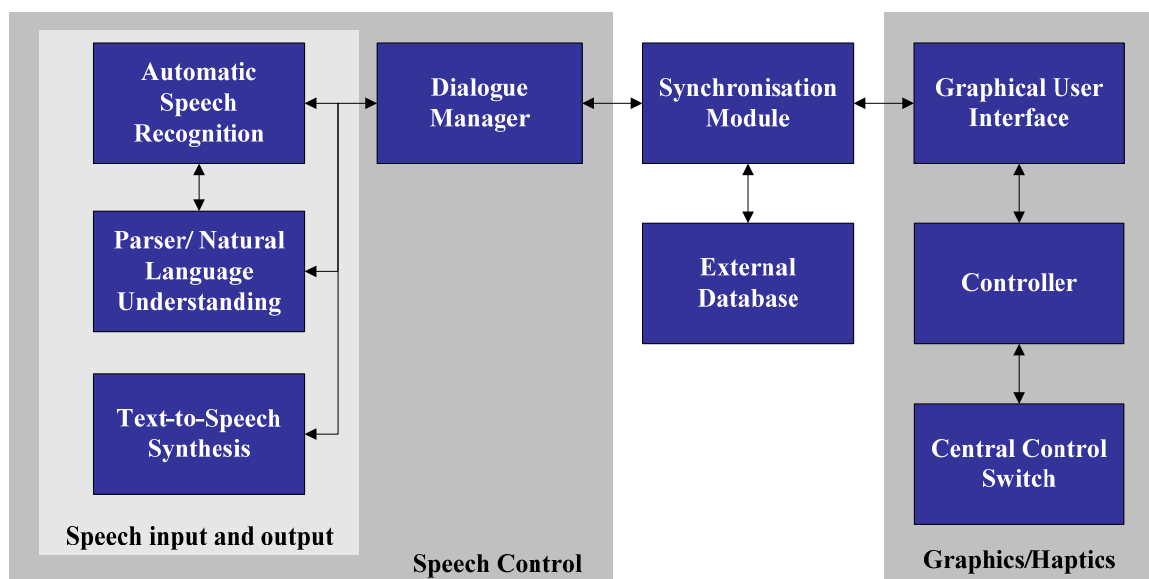 Automatic
Speech
Recognition
Parser/ Natural
Language
Understanding
Text-to-Speech
Synthesis
Speech input and output
Dialogue
Manager
Speech Control
Synchronisation
Module
External
Database
Graphical User
Interface
Controller
Central Control
Switch
Graphics/Haptics